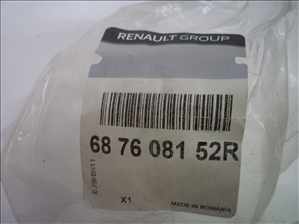 RENAULT GROUP
68 76 081 52R
X1
MADE IN ROMANIA